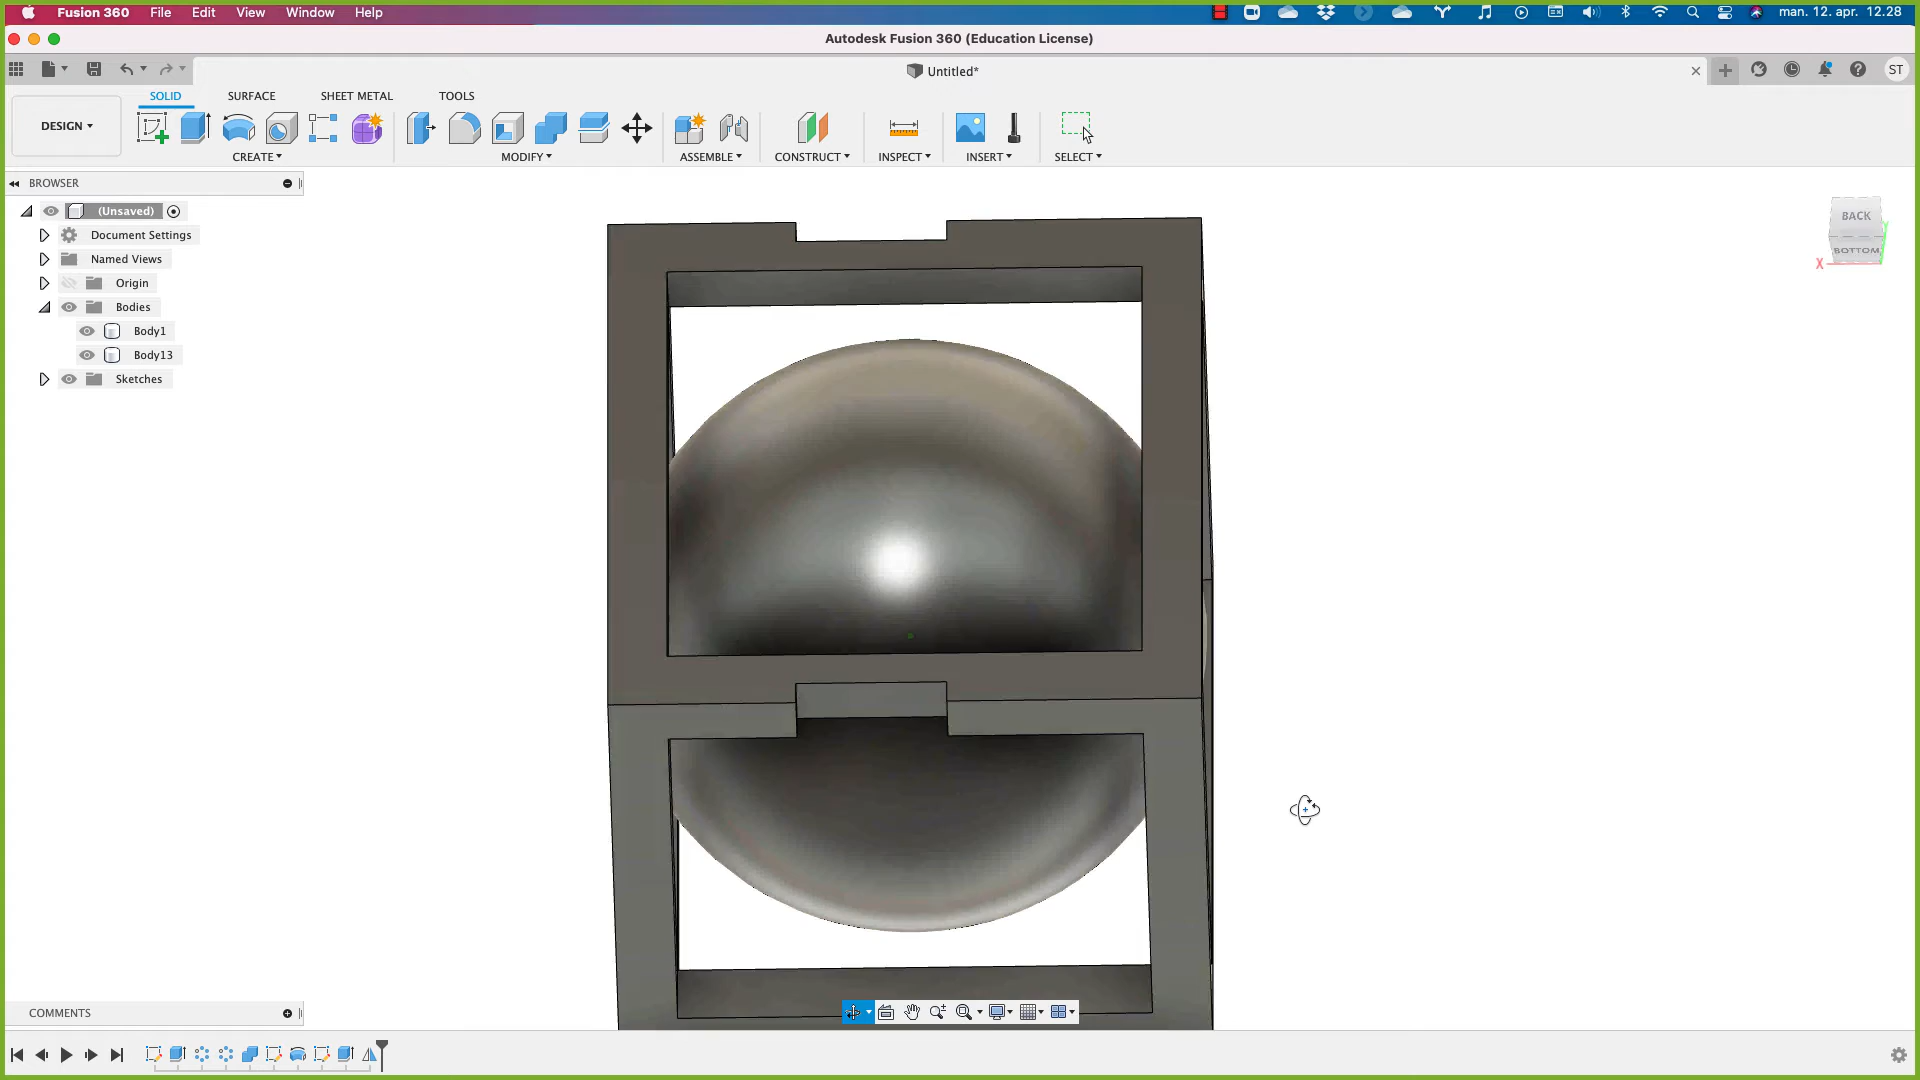 Fusion 360 File Edit View Window Help man. 12. apr. 12.28
Autodesk Fusion 360 (Education License)
Untitled* ST
SOLID SURFACE SHEET METAL TOOLS
DESIGN
CREATE MODIFY ASSEMBLE CONSTRUCT INSPECT INSERT SELECT
BROWSER
(Unsaved)
Document Settings
Named Views
Origin
Bodies
Body1
Body13
Sketches
BACK
BOTTOM
X
Y
COMMENTS